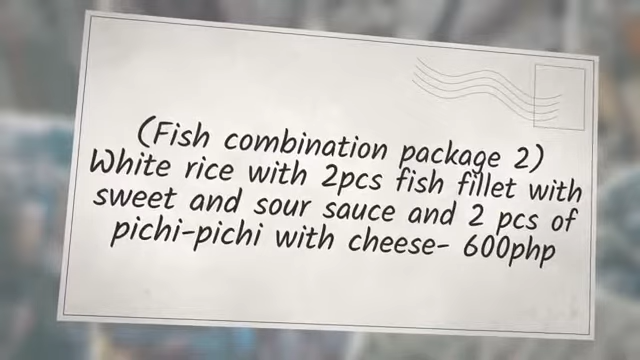 (Fish combination package 2)
White rice with 2pcs fish fillet with
sweet and sour sauce and 2 pcs of
pichi-pichi with cheese- 600php